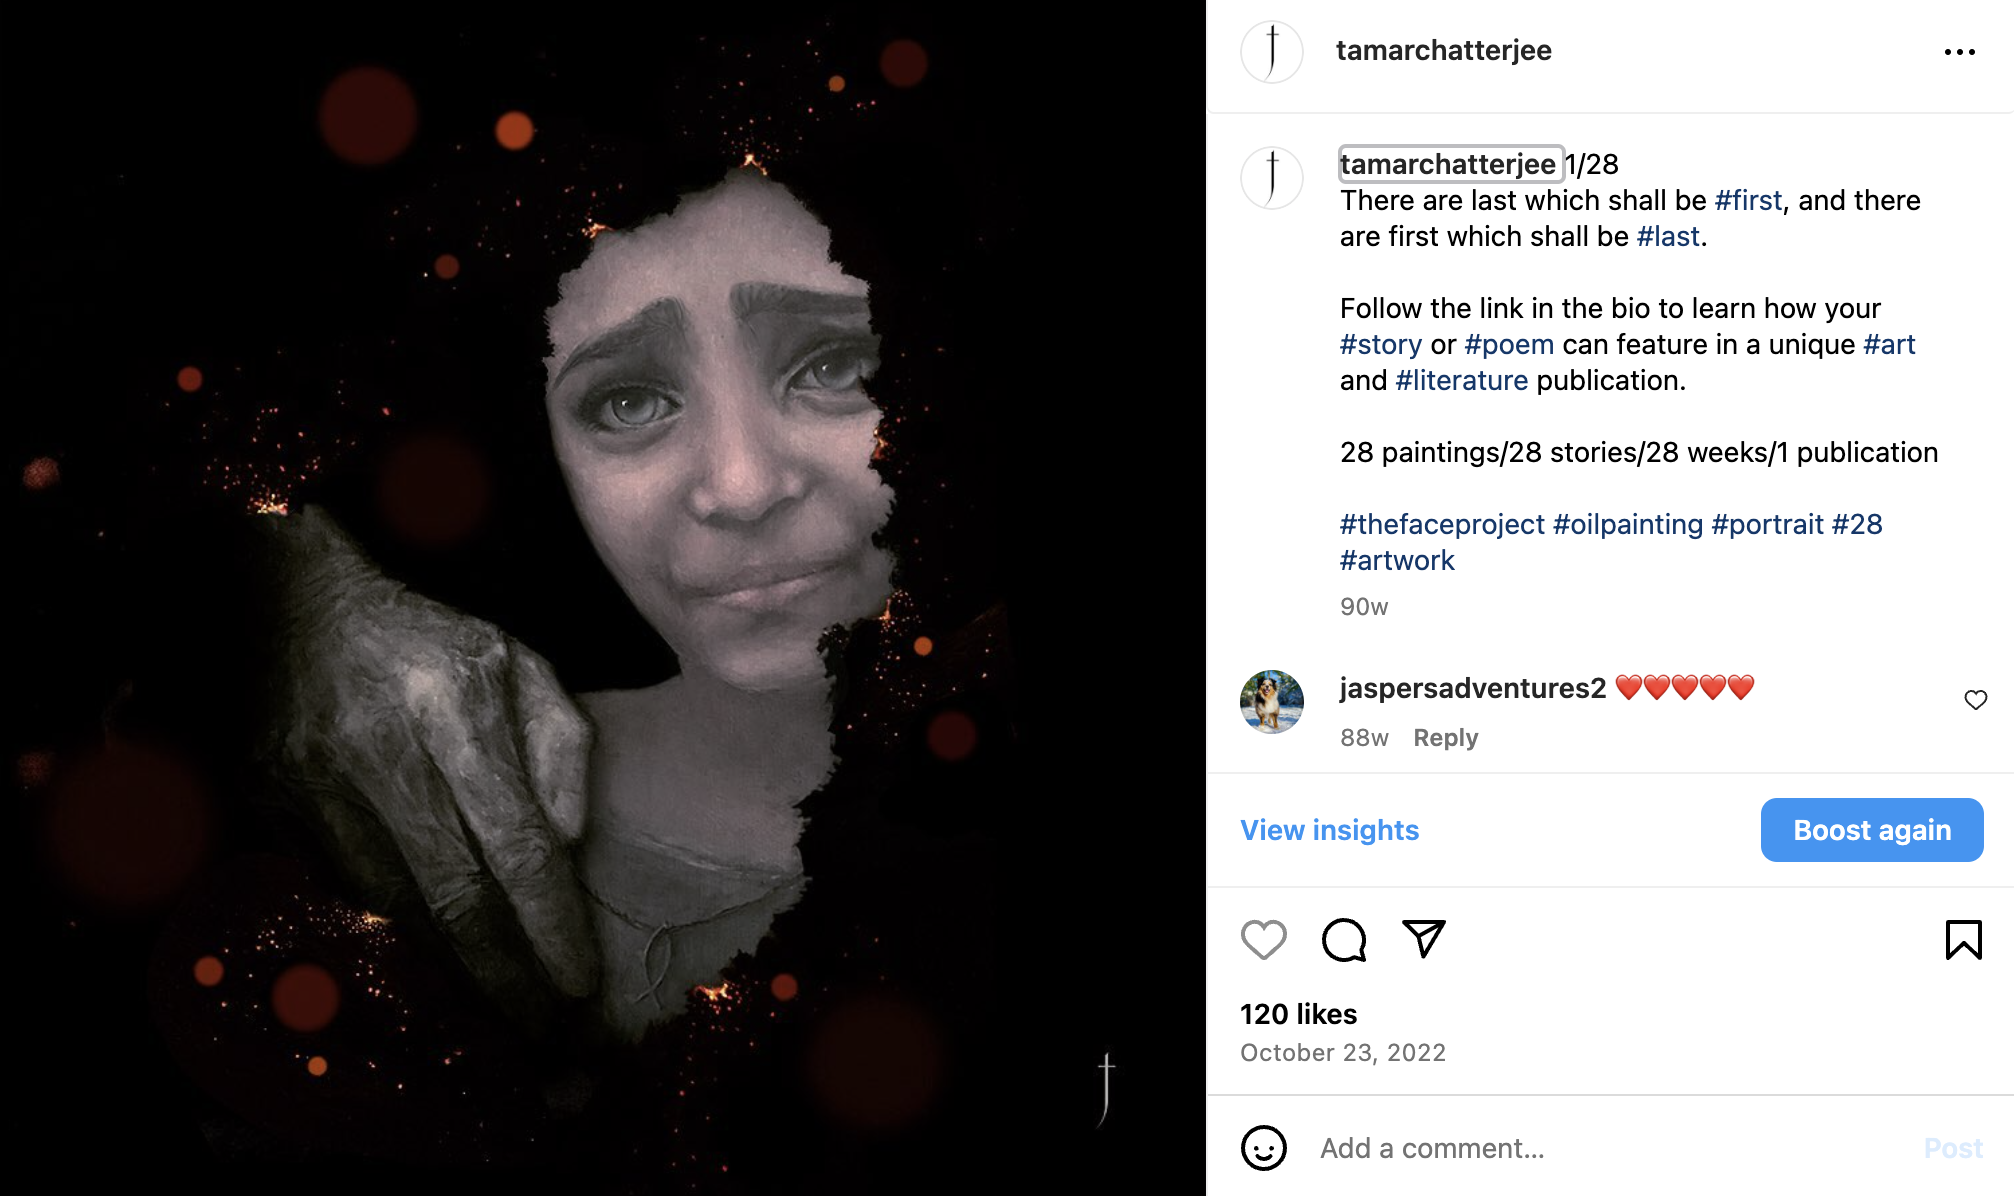 tamarchatterjee
tamarchatterjee 1/28
There are last which shall be #first, and there
are first which shall be #last.
Follow the link in the bio to learn how your
#story or #poem can feature in a unique #art
and #literature publication.
28 paintings/28 stories/28 weeks/1 publication
#thefaceproject #oilpainting #portrait #28
#artwork
90w
jaspersadventures2 ❤️❤️❤️❤️❤️
88w Reply
View insights
Boost again
120 likes
October 23, 2022
Add a comment...
Post